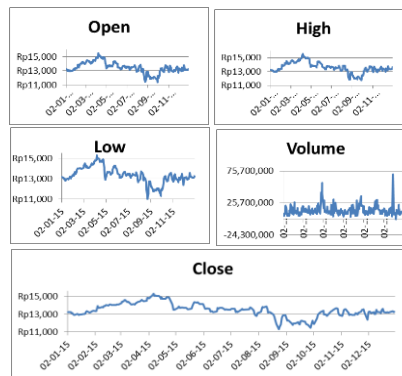 Open
Rp15,000
Rp13,000
Rp11,000
02-01-...
02-03-...
02-05-...
02-07-...
02-09-...
02-11-...
High
Rp15,000
Rp13,000
Rp11,000
02-01-...
02-03-...
02-05-...
02-07-...
02-09-...
02-11-...
Low
Rp15,000
Rp13,000
Rp11,000
02-01-15
02-03-15
02-05-15
02-07-15
02-09-15
02-11-15
Volume
75,700,000
25,700,000
-24,300,000
02-...
02-...
02-...
02-...
02-...
02-...
Close
Rp15,000
Rp13,000
Rp11,000
02-01-15
02-02-15
02-03-15
02-04-15
02-05-15
02-06-15
02-07-15
02-08-15
02-09-15
02-10-15
02-11-15
02-12-15